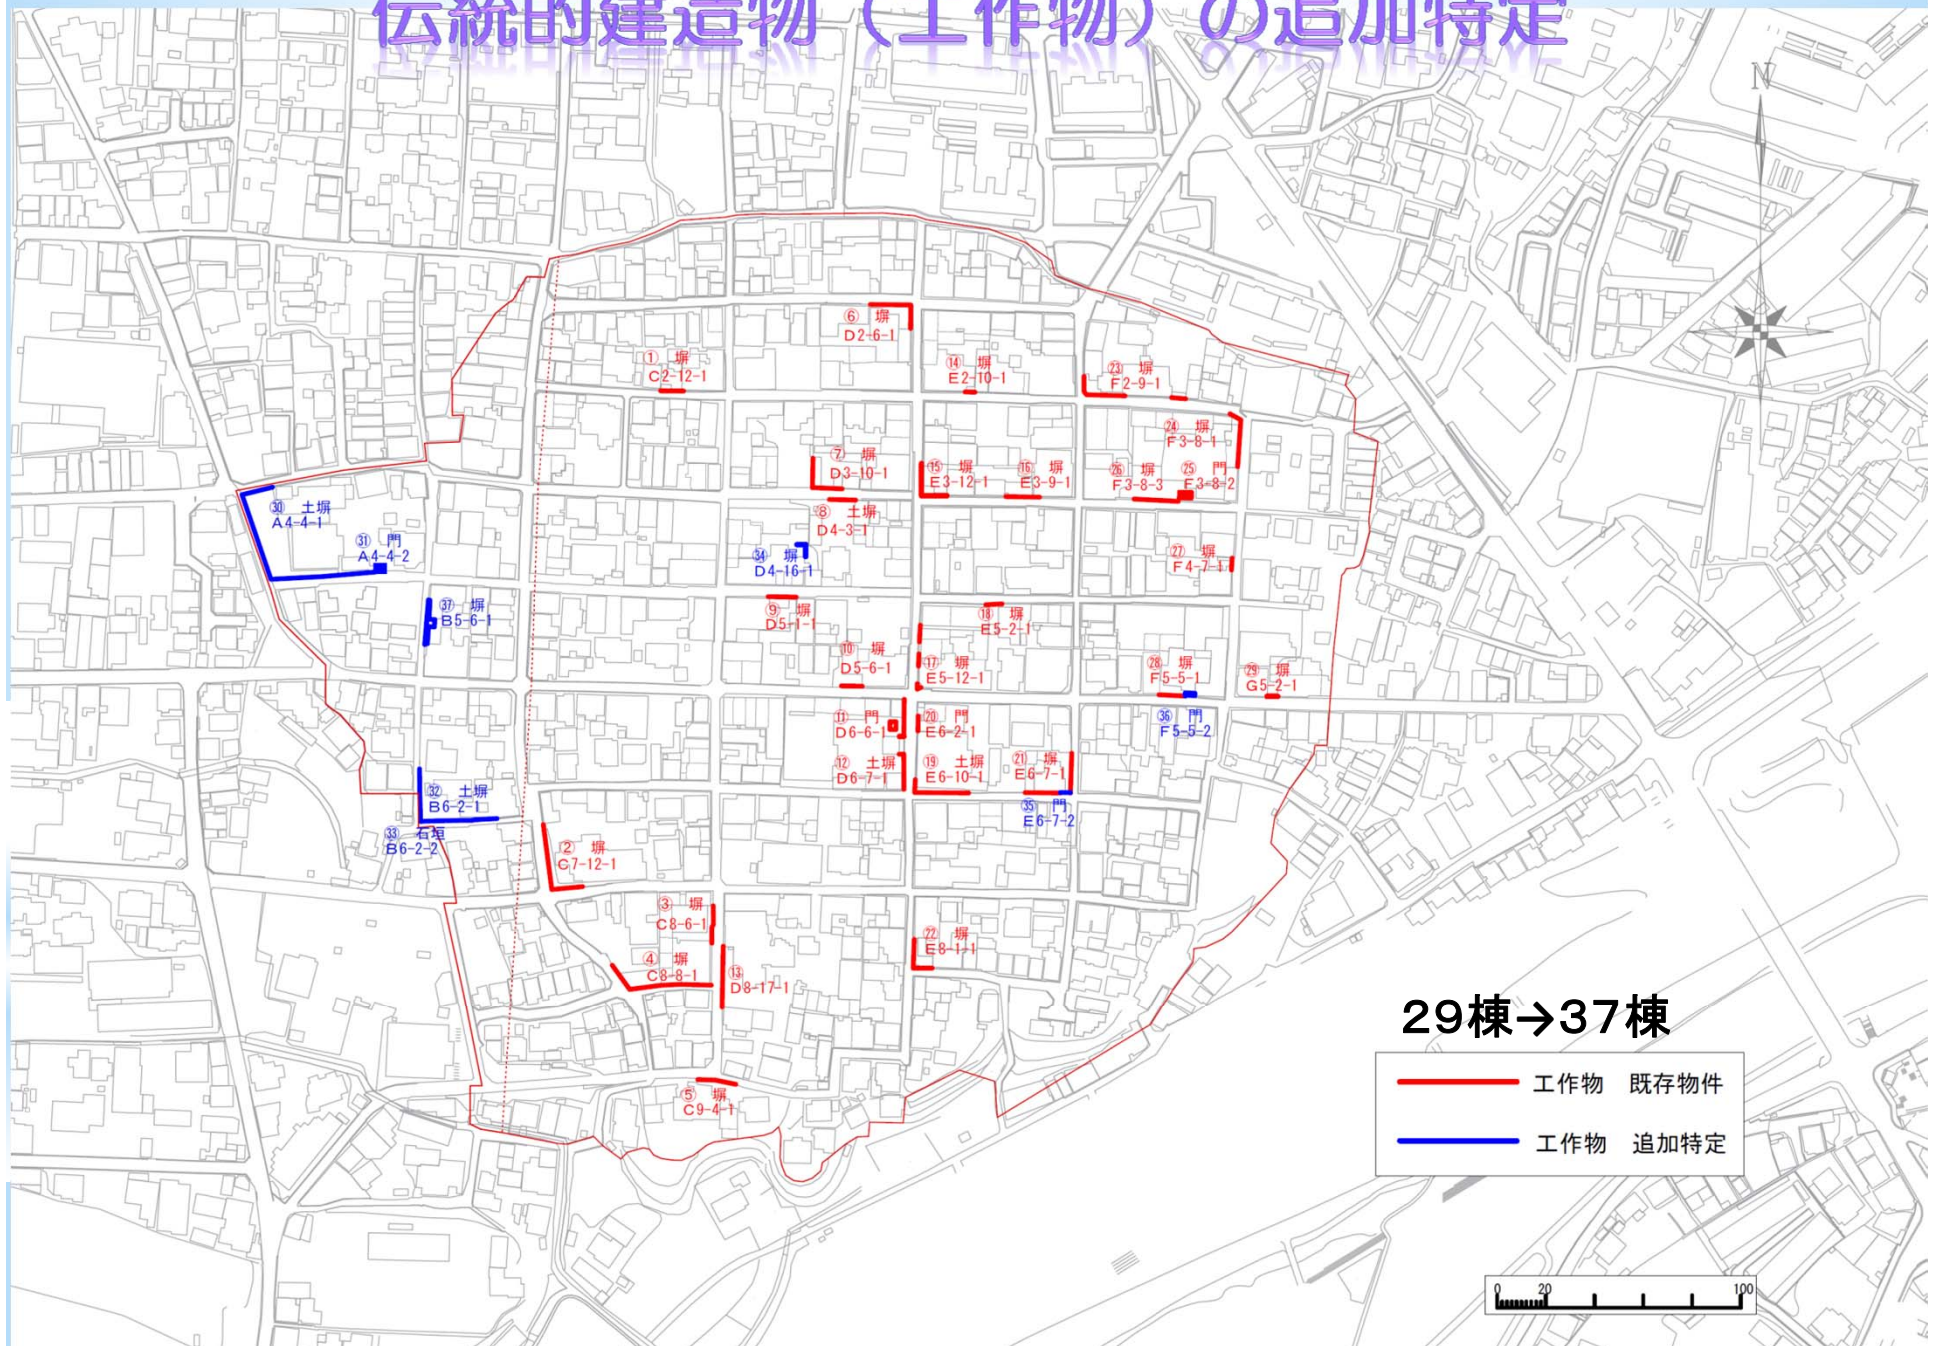 伝統的建造物（工作物）の追加特定
N
⑥ 塀
D2-6-1
① 塀
C2-12-1
⑭ 塀
E2-10-1
㉓ 塀
F2-9-1
㉔ 塀
F3-8-1
⑦ 塀
D3-10-1
⑮ 塀
E3-12-1
⑯ 塀
E3-9-1
㉖ 塀
F3-8-3
㉕ 門
F3-8-2
㉚ 土塀
A4-4-1
㉛ 門
A4-4-2
⑧ 土塀
D4-3-1
㉞ 塀
D4-16-1
㉗ 塀
F4-7-1
㊲ 塀
B5-6-1
⑨ 塀
D5-1-1
⑱ 塀
E5-2-1
⑩ 塀
D5-6-1
⑰ 塀
E5-12-1
㉘ 塀
F5-5-1
㉙ 塀
G5-2-1
⑪ 門
D6-6-1
⑳ 門
E6-2-1
㊱ 門
F5-5-2
⑫ 土塀
D6-7-1
⑲ 土塀
E6-10-1
㉑ 塀
E6-7-1
㉟ 門
E6-7-2
㉜ 土塀
B6-2-1
㉝ 石垣
B6-2-2
② 塀
C7-12-1
③ 塀
C8-6-1
④ 塀
C8-8-1
⑬
D8-17-1
㉒ 塀
E8-1-1
⑤ 塀
C9-4-1
29棟→37棟
工作物 既存物件
工作物 追加特定
0 20 100